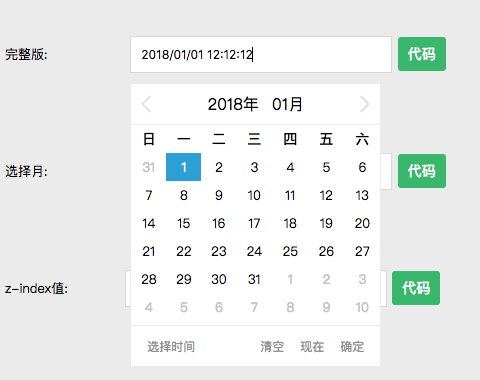 完整版: 2018/01/01 12:12:12 代码
2018年 01月
日 一 二 三 四 五 六
31 1 2 3 4 5 6
选择月: 代码
7 8 9 10 11 12 13
14 15 16 17 18 19 20
21 22 23 24 25 26 27
28 29 30 31 1 2 3
z-index值: 代码
4 5 6 7 8 9 10
选择时间 清空 现在 确定